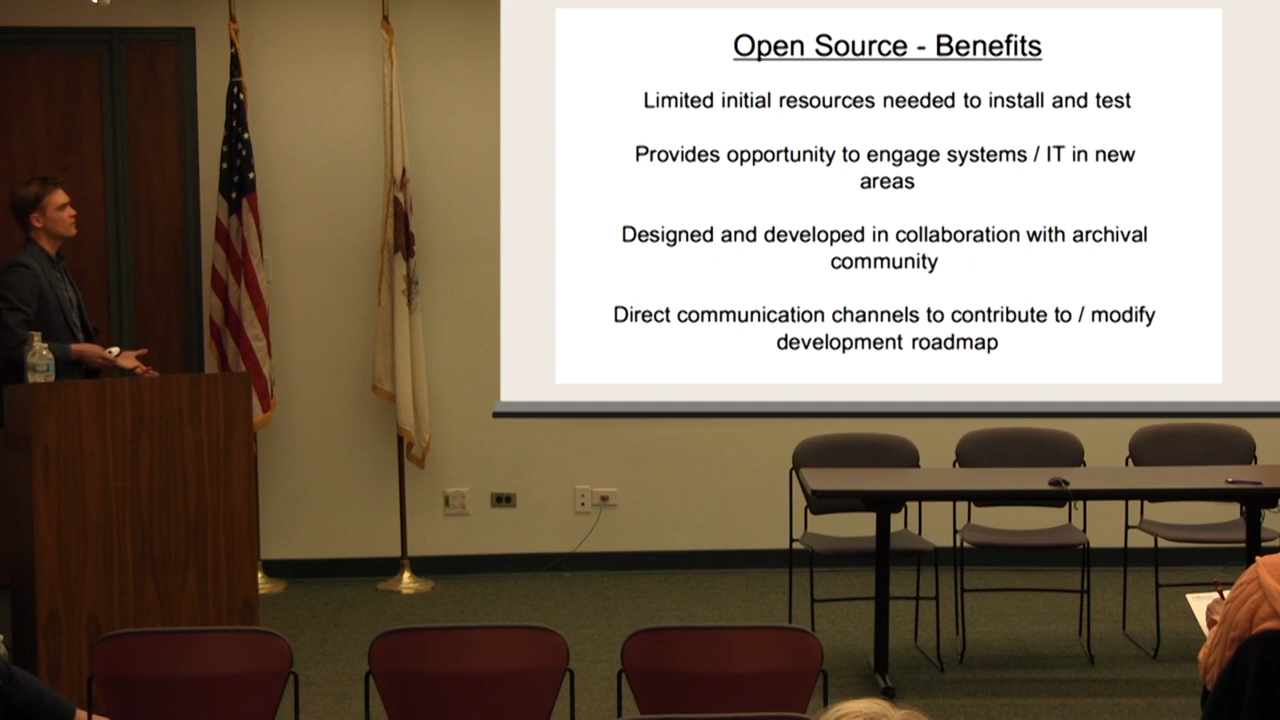 Open Source - Benefits
Limited initial resources needed to install and test
Provides opportunity to engage systems / IT in new
areas
Designed and developed in collaboration with archival
community
Direct communication channels to contribute to / modify
development roadmap